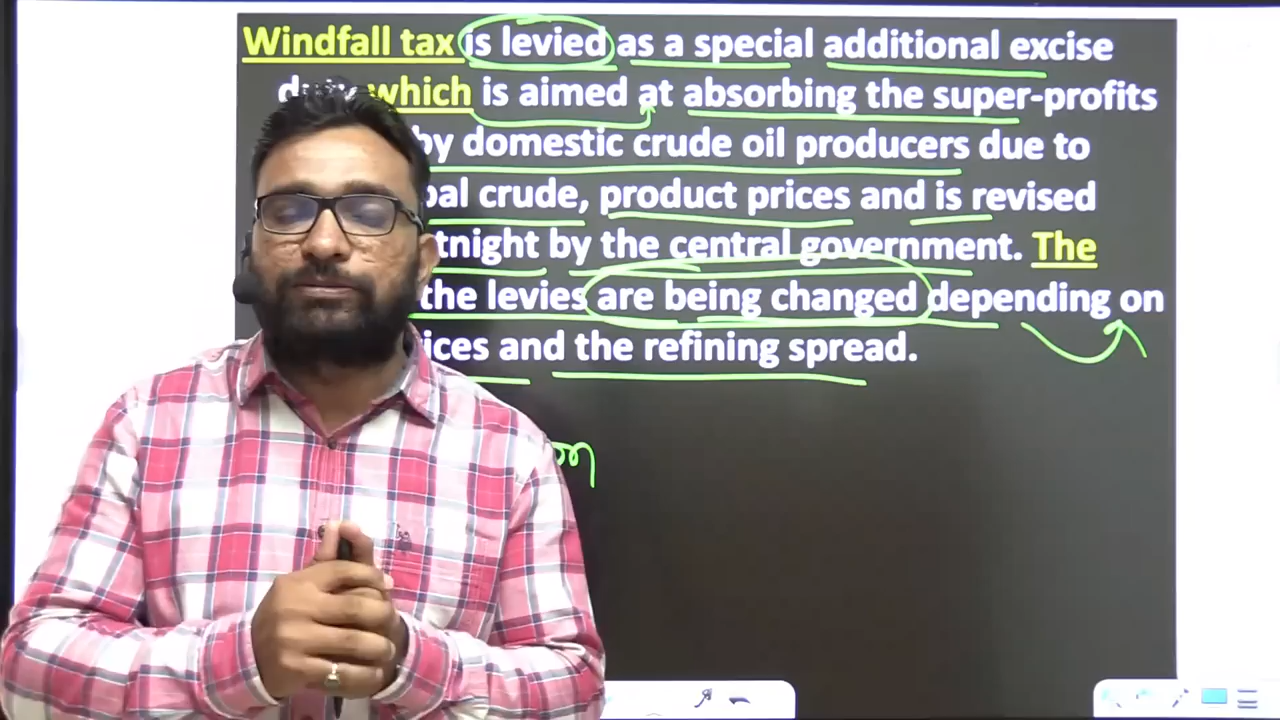 Windfall tax is levied as a special additional excise
which is aimed at absorbing the super-profits
by domestic crude oil producers due to
crude, product prices and is revised
by the central government. The
the levies are being changed depending on
and the refining spread.